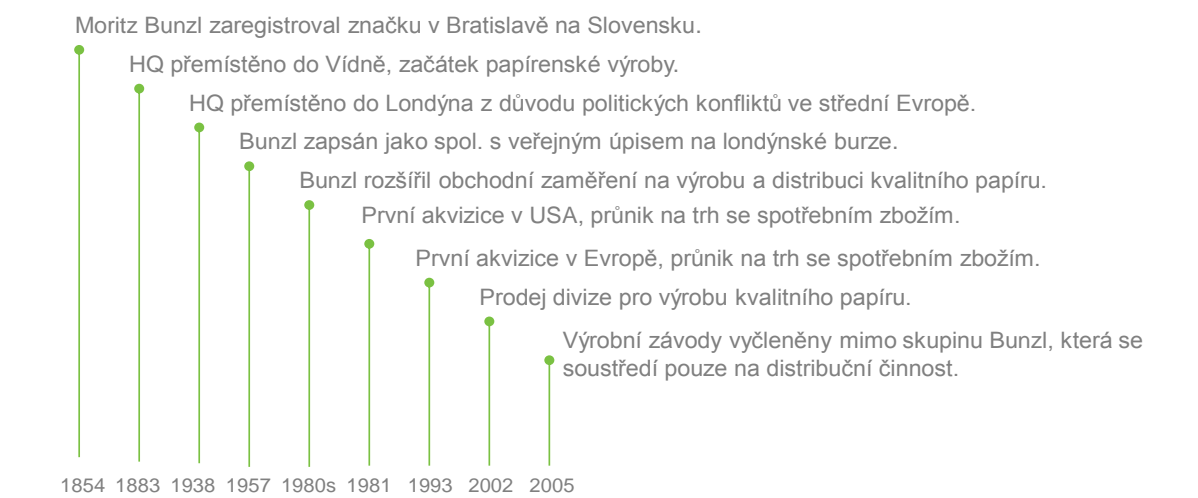 Moritz Bunzl zaregistroval značku v Bratislavě na Slovensku.
HQ přemístěno do Vídně, začátek papírenské výroby.
HQ přemístěno do Londýna z důvodu politických konfliktů ve střední Evropě.
Bunzl zapsán jako spol. s veřejným úpisem na londýnské burze.
Bunzl rozšířil obchodní zaměření na výrobu a distribuci kvalitního papíru.
První akvizice v USA, průnik na trh se spotřebním zbožím.
První akvizice v Evropě, průnik na trh se spotřebním zbožím.
Prodej divize pro výrobu kvalitního papíru.
Výrobní závody vyčleněny mimo skupinu Bunzl, která se
soustředí pouze na distribuční činnost.
1854 1883 1938 1957 1980s 1981 1993 2002 2005